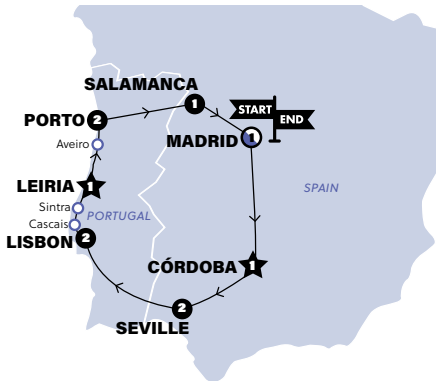 SALAMANCA
1
START
END
PORTO
2
MADRID
1
Aveiro
LEIRIA
1
SPAIN
Sintra
PORTUGAL
Cascais
LISBON
2
CÓRDOBA
1
2
SEVILLE